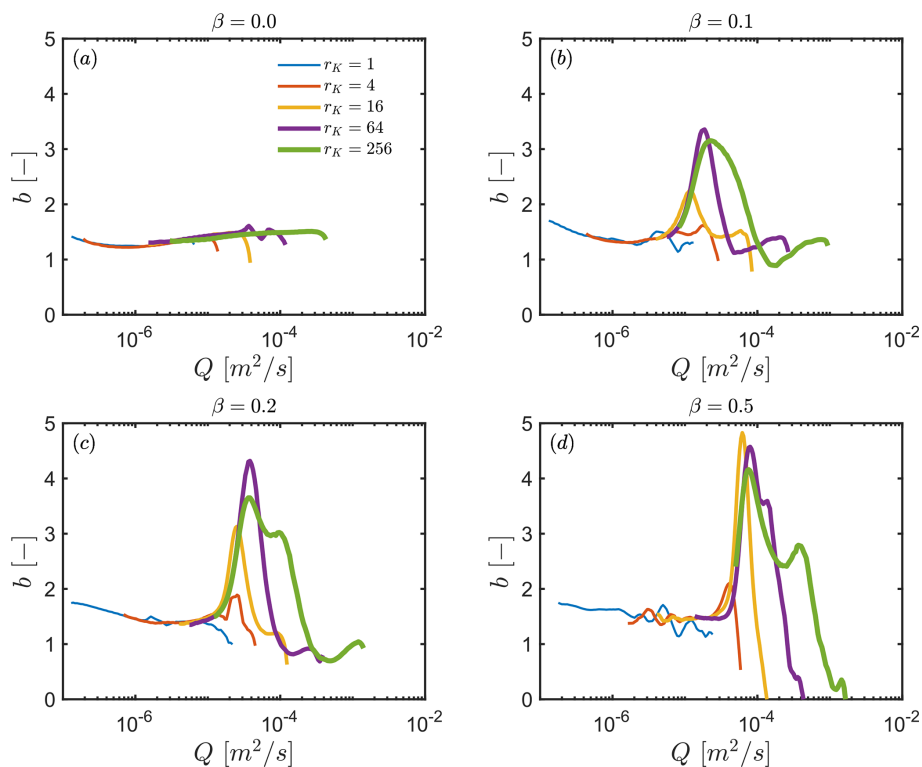 β = 0.0
(a)
r_K = 1
r_K = 4
r_K = 16
r_K = 64
r_K = 256
5
4
3
2
1
0
b [−]
10^-6
10^-4
10^-2
Q [m^2/s]
β = 0.1
(b)
5
4
3
2
1
0
b [−]
10^-6
10^-4
10^-2
Q [m^2/s]
β = 0.2
(c)
5
4
3
2
1
0
b [−]
10^-6
10^-4
10^-2
Q [m^2/s]
β = 0.5
(d)
5
4
3
2
1
0
b [−]
10^-6
10^-4
10^-2
Q [m^2/s]